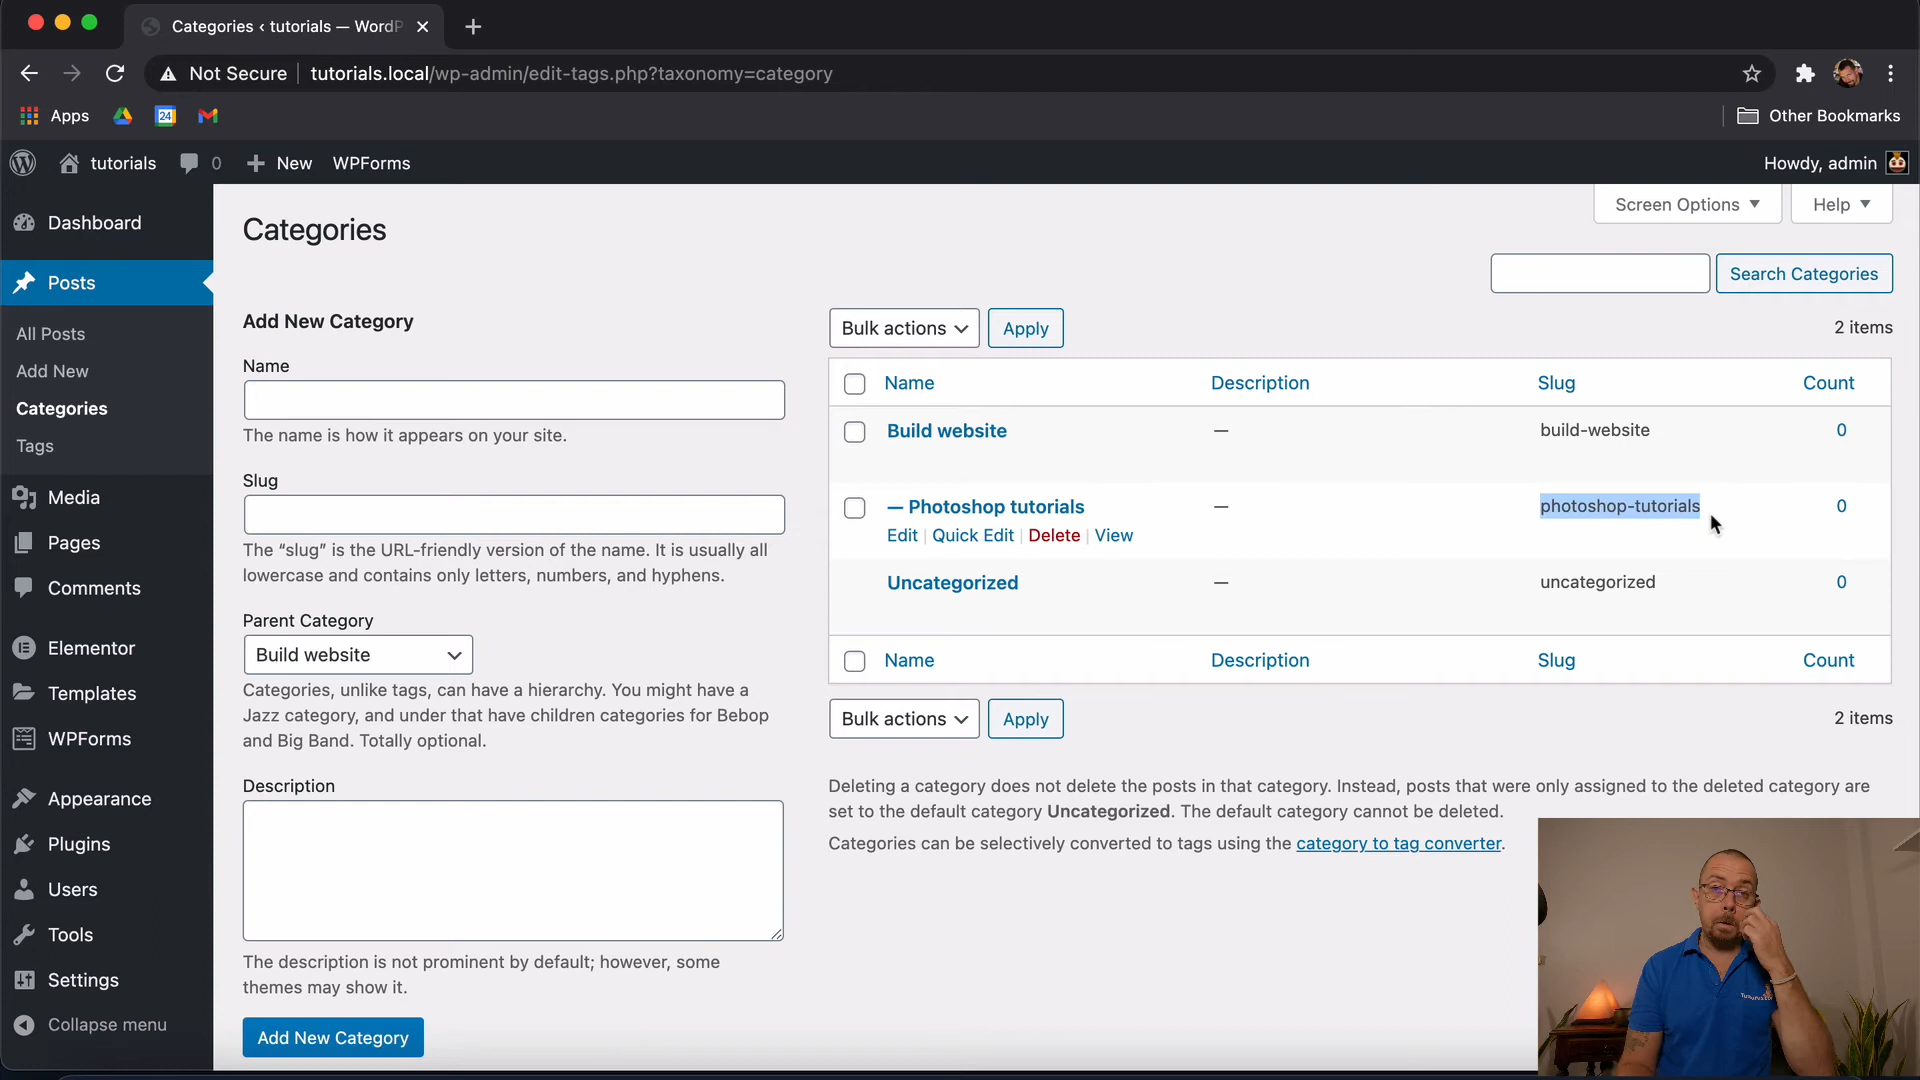 Categories ‹ tutorials — WordP
Not Secure
tutorials.local/wp-admin/edit-tags.php?taxonomy=category
Apps
24
Other Bookmarks
tutorials
0
New
WPForms
Howdy, admin
Dashboard
Posts
All Posts
Add New
Categories
Tags
Media
Pages
Comments
Elementor
Templates
WPForms
Appearance
Plugins
Users
Tools
Settings
Collapse menu
Screen Options
Help
Categories
Search Categories
Add New Category
Name
The name is how it appears on your site.
Slug
The “slug” is the URL-friendly version of the name. It is usually all
lowercase and contains only letters, numbers, and hyphens.
Parent Category
Build website
Categories, unlike tags, can have a hierarchy. You might have a
Jazz category, and under that have children categories for Bebop
and Big Band. Totally optional.
Description
The description is not prominent by default; however, some
themes may show it.
Add New Category
Bulk actions
Apply
2 items
Name Description Slug Count
Build website — build-website 0
— Photoshop tutorials — photoshop-tutorials 0
Edit | Quick Edit | Delete | View
Uncategorized — uncategorized 0
Name Description Slug Count
Bulk actions
Apply
2 items
Deleting a category does not delete the posts in that category. Instead, posts that were only assigned to the deleted category are
set to the default category Uncategorized. The default category cannot be deleted.
Categories can be selectively converted to tags using the category to tag converter.